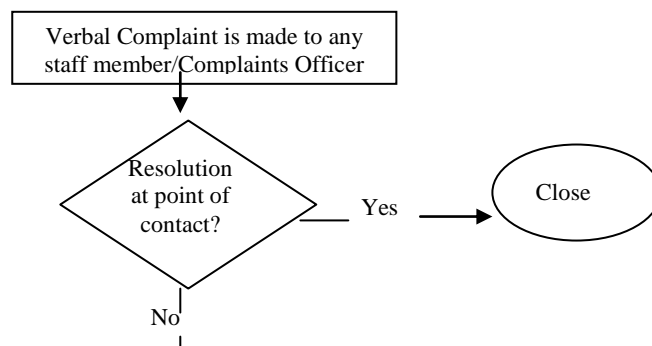 Verbal Complaint is made to any
staff member/Complaints Officer
Resolution
at point of
contact?
Yes
Close
No